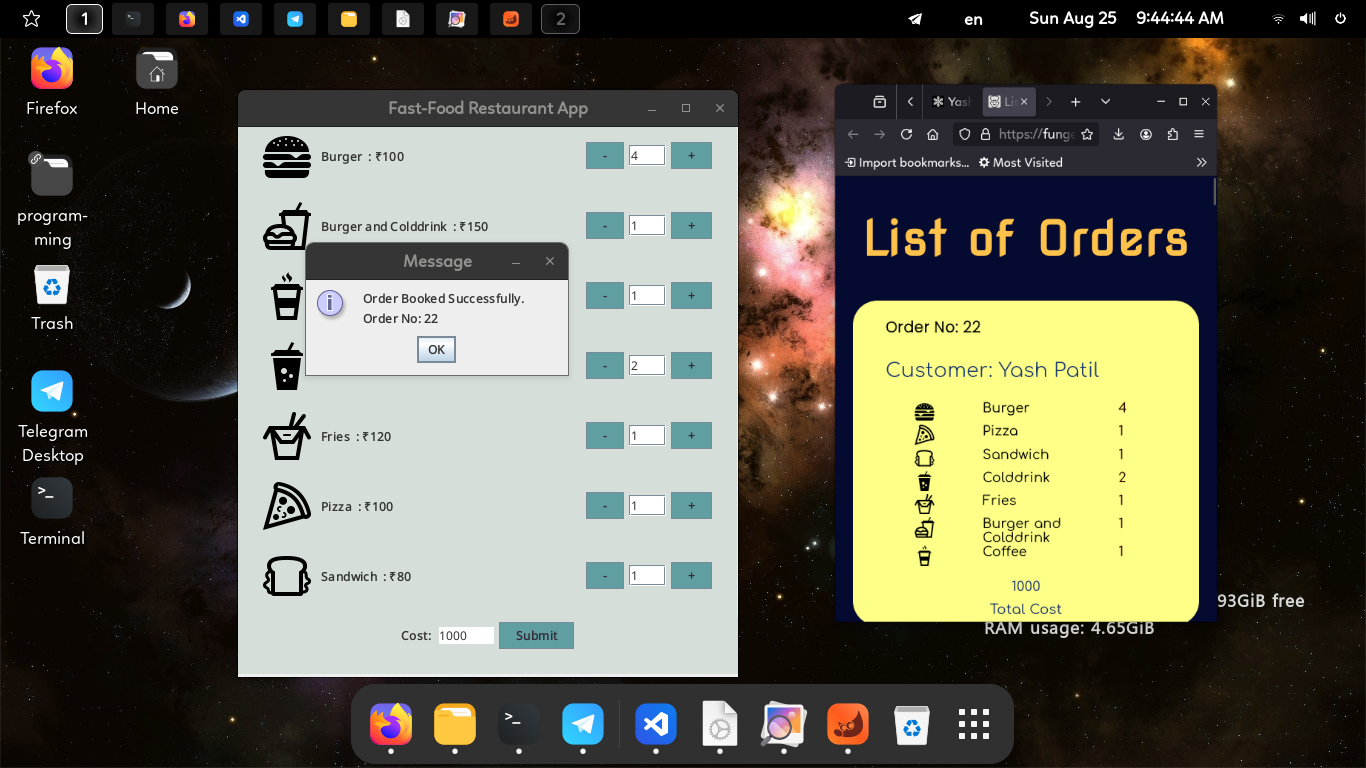 1
2
en
Sun Aug 25 9:44:44 AM
Firefox
Home
program-
ming
Trash
Telegram
Desktop
>_
Terminal
Fast-Food Restaurant App
Burger : ₹100
- 4 +
Burger and Colddrink : ₹150
- 1 +
- 1 +
- 2 +
Fries : ₹120
- 1 +
Pizza : ₹100
- 1 +
Sandwich : ₹80
- 1 +
Cost: 1000 Submit
Message
Order Booked Successfully.
Order No: 22
OK
Yash
Lis
https://funge
Import bookmarks...
Most Visited
List of Orders
Order No: 22
Customer: Yash Patil
Burger 4
Pizza 1
Sandwich 1
Colddrink 2
Fries 1
Burger and 1
Colddrink
Coffee 1
1000
Total Cost
93GiB free
RAM usage: 4.65GiB
>_